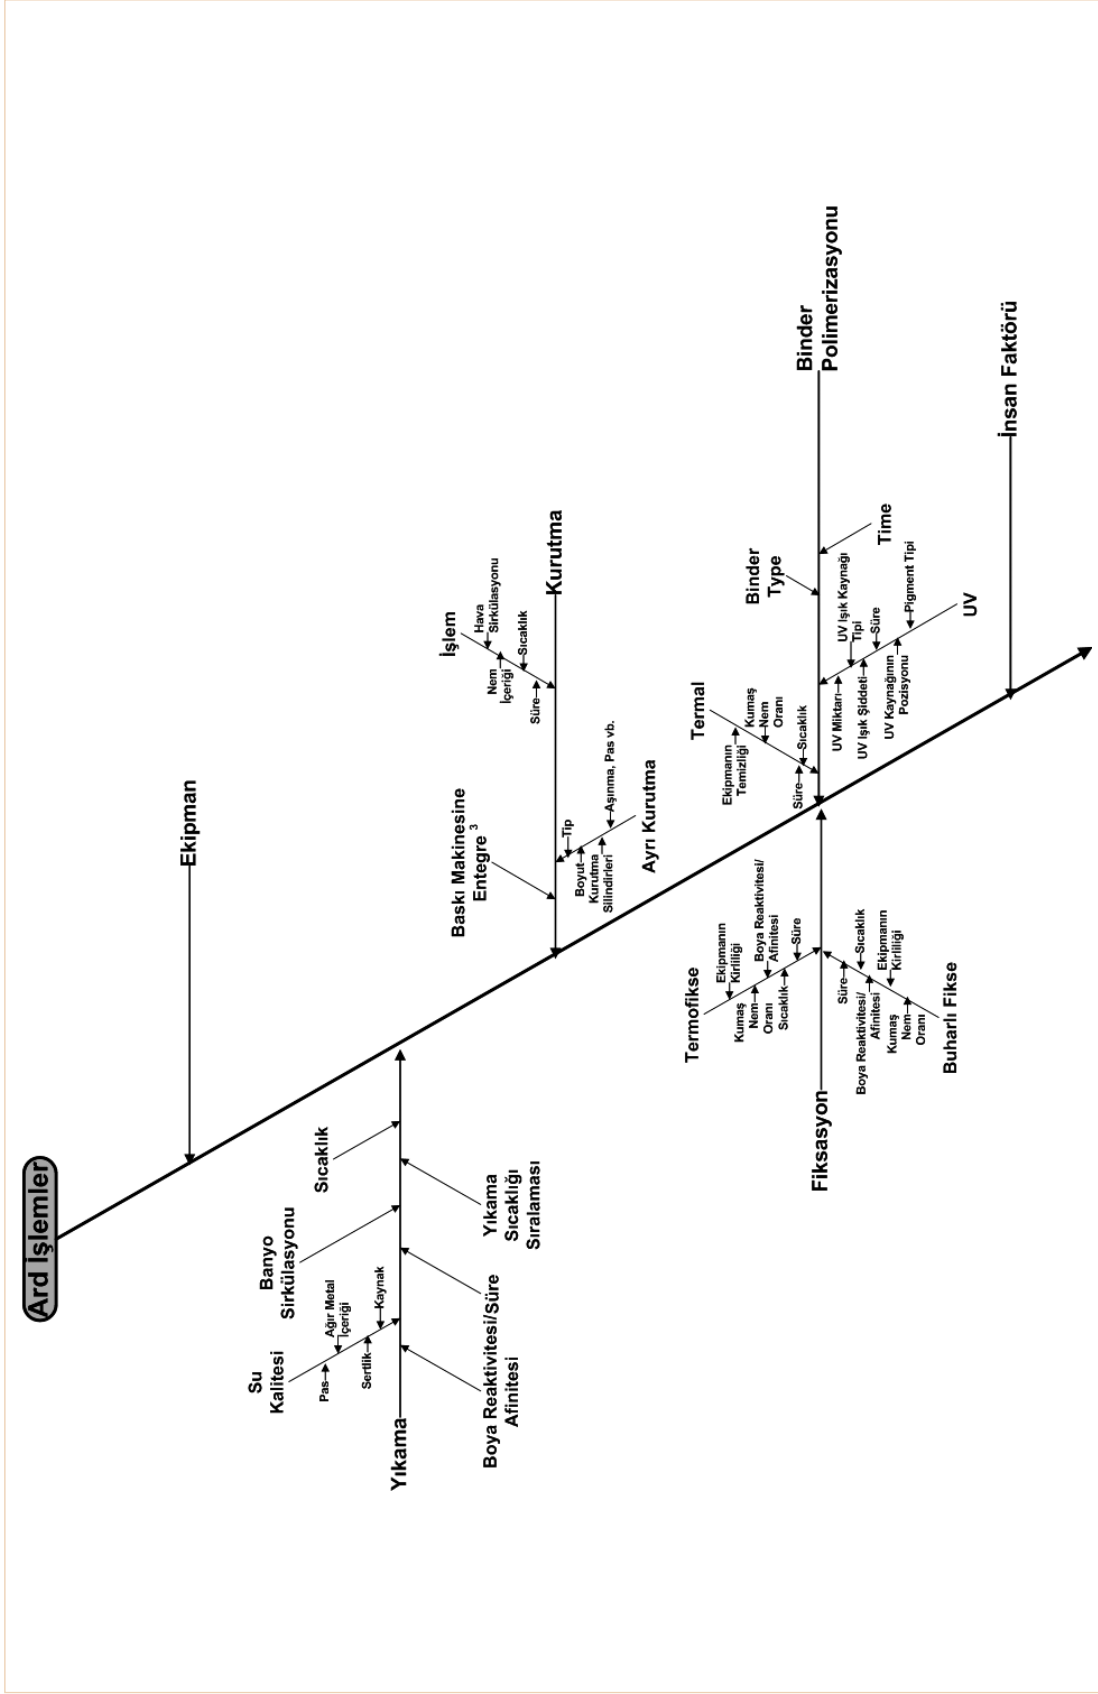 Ard İşlemler
Ekipman
Su
Kalitesi
Pas
Ağır Metal
İçeriği
Sertlik
Kaynak
Banyo
Sirkülasyonu
Sıcaklık
Yıkama
Boya Reaktivitesi/Süre
Afinitesi
Yıkama
Sıcaklığı
Sıralaması
İşlem
Hava
Sirkülasyonu
Nem
İçeriği
Sıcaklık
Süre
Kurutma
Baskı Makinesine
Entegre 3
Tip
Boyut
Kurutma
Silindirleri
Aşınma, Pas vb.
Ayrı Kurutma
Termofikse
Ekipmanın
Kirliliği
Kumaş
Nem
Oranı
Boya Reaktivitesi/
Afinitesi
Sıcaklık
Süre
Fiksasyon
Süre
Sıcaklık
Boya Reaktivitesi/
Afinitesi
Ekipmanın
Kirliliği
Kumaş
Nem
Oranı
Buharlı Fikse
Termal
Ekipmanın
Temizliği
Kumaş
Nem
Oranı
Süre
Sıcaklık
Binder
Type
Binder
Polimerizasyonu
Time
UV Miktarı
UV Işık Kaynağı
Tipi
UV Işık Şiddeti
Süre
UV Kaynağının
Pozisyonu
Pigment Tipi
UV
İnsan Faktörü